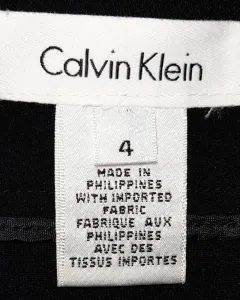 Calvin Klein
4
MADE IN
PHILIPPINES
WITH IMPORTED
FABRIC
FABRIQUE AUX
PHILIPPINES
AVEC DES
TISSUS IMPORTES